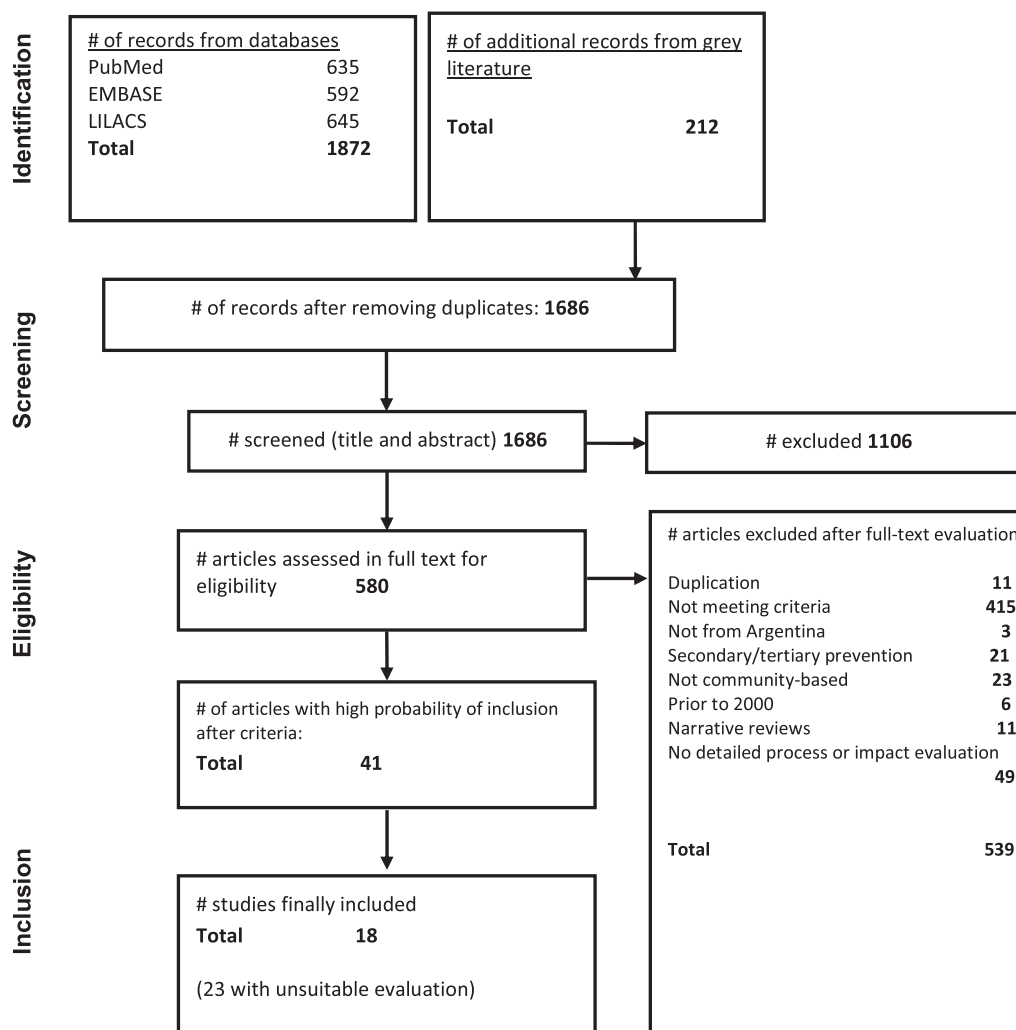 Identification
# of records from databases
PubMed 635
EMBASE 592
LILACS 645
Total 1872
# of additional records from grey
literature
Total 212
Screening
# of records after removing duplicates: 1686
# screened (title and abstract) 1686
# excluded 1106
Eligibility
# articles assessed in full text for
eligibility 580
# articles excluded after full-text evaluation
Duplication 11
Not meeting criteria 415
Not from Argentina 3
Secondary/tertiary prevention 21
Not community-based 23
Prior to 2000 6
Narrative reviews 11
No detailed process or impact evaluation
49
Total 539
# of articles with high probability of inclusion
after criteria:
Total 41
Inclusion
# studies finally included
Total 18
(23 with unsuitable evaluation)